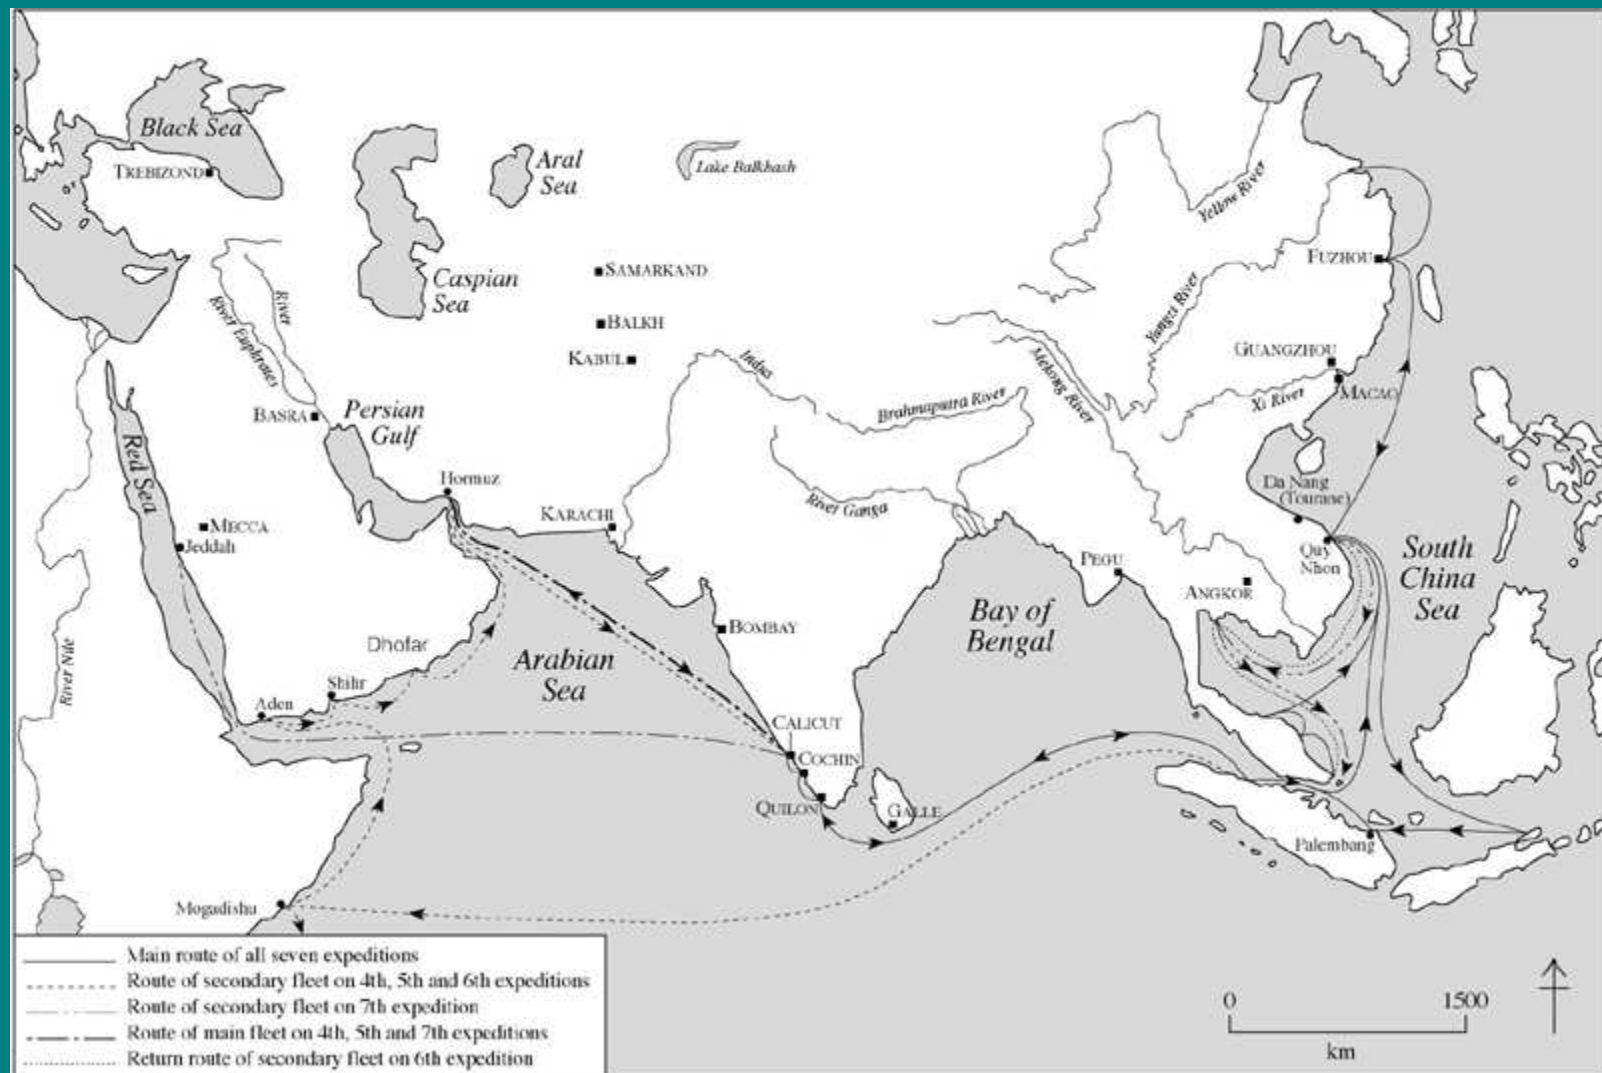 Black Sea
TREBIZOND
Aral
Sea
Lake Balkhash
Yellow River
Caspian
Sea
SAMARKAND
FUZHOU
River
River Euphrates
BALKH
Yangzi River
KABUL
GUANGZHOU
Indus
Mekong River
MACAO
Xi River
Brahmaputra River
BASRA
Persian
Gulf
Red Sea
Hormuz
River Ganga
Da Nang
(Tourane)
KARACHI
MECCA
Jeddah
Quy
Nhon
South
China
Sea
PEGU
ANGKOR
Bay of
Bengal
BOMBAY
Dhofar
Arabian
Sea
River Nile
Shihr
Aden
CALICUT
COCHIN
QUILON
GALLE
Palembang
Mogadishu
Main route of all seven expeditions
Route of secondary fleet on 4th, 5th and 6th expeditions
Route of secondary fleet on 7th expedition
Route of main fleet on 4th, 5th and 7th expeditions
Return route of secondary fleet on 6th expedition
0 1500
km